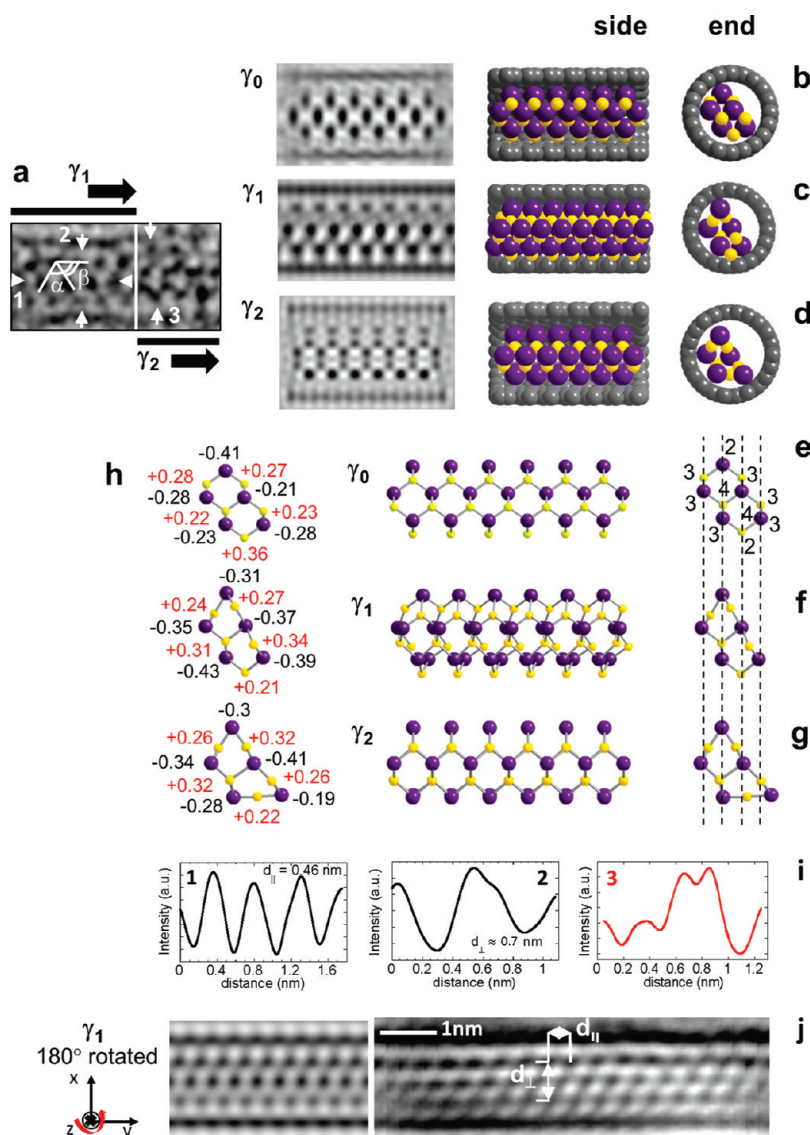 side end
γ0 b
a γ1
γ1 c
2
α β
1
3
γ2 d
γ2
h γ0 e
-0.41
+0.28 +0.27
-0.28 -0.21
+0.22 +0.23
-0.23 -0.28
+0.36
2
3 3
3 4 3
3 4 3
2
γ1 f
-0.31
+0.24 +0.27
-0.35 -0.37
+0.31 +0.34
-0.43 -0.39
+0.21
γ2 g
-0.3
+0.26 +0.32
-0.34 -0.41
+0.32 +0.26
-0.28 -0.19
+0.22
i
1 d|| = 0.46 nm
Intensity (a.u.)
0 0.4 0.8 1.2 1.6
distance (nm)
2
d⊥ ≈ 0.7 nm
Intensity (a.u.)
0 0.2 0.4 0.6 0.8 1
distance (nm)
3
Intensity (a.u.)
0 0.2 0.4 0.6 0.8 1 1.2
distance (nm)
j
γ1
180° rotated
x
z y
1nm d||
d⊥